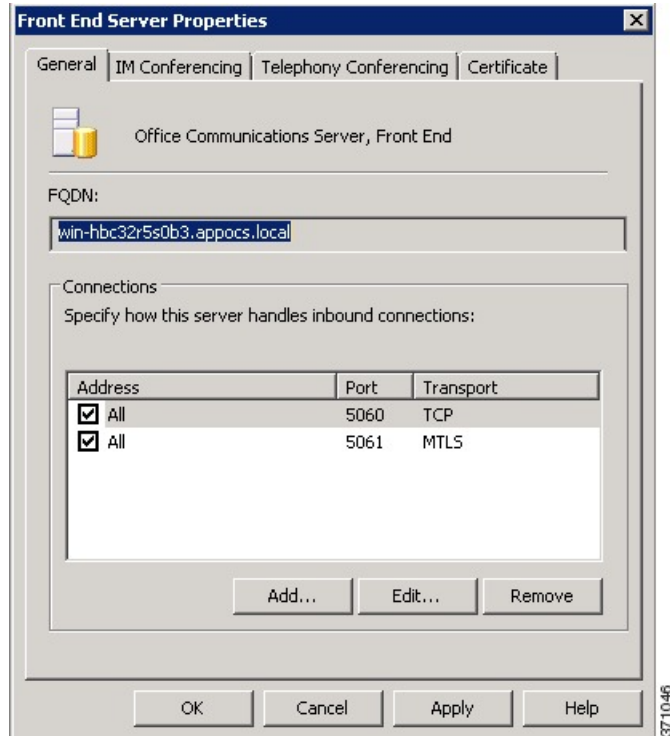 Front End Server Properties
General IM Conferencing Telephony Conferencing Certificate
Office Communications Server, Front End
FQDN:
win-hbc32r5s0b3.appocs.local
Connections
Specify how this server handles inbound connections:
Address Port Transport
All 5060 TCP
All 5061 MTLS
Add... Edit... Remove
OK Cancel Apply Help
371046